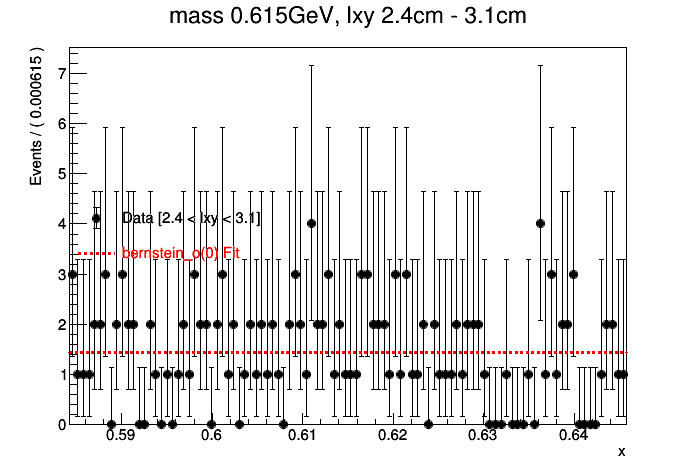 mass 0.615GeV, lxy 2.4cm - 3.1cm
Events / ( 0.000615 )
7
6
5
4
3
2
1
0
Data [2.4 < lxy < 3.1]
bernstein_o(0) Fit
0.59 0.6 0.61 0.62 0.63 0.64
x